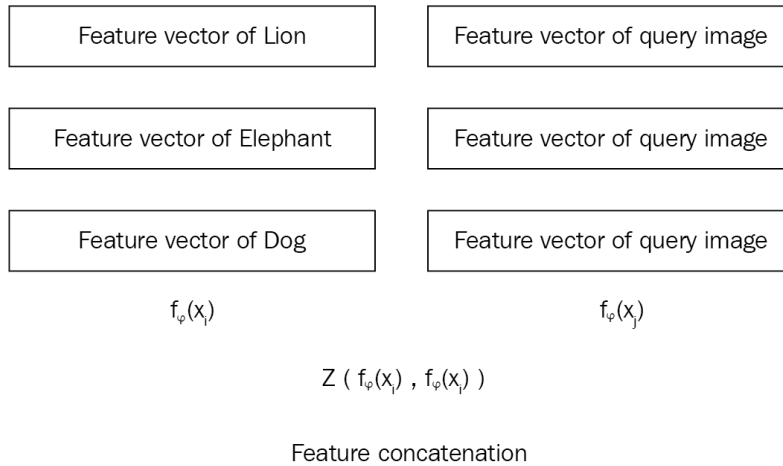 Feature vector of Lion Feature vector of query image
Feature vector of Elephant Feature vector of query image
Feature vector of Dog Feature vector of query image
fφ(xi) fφ(xj)
Z ( fφ(xi) , fφ(xi) )
Feature concatenation